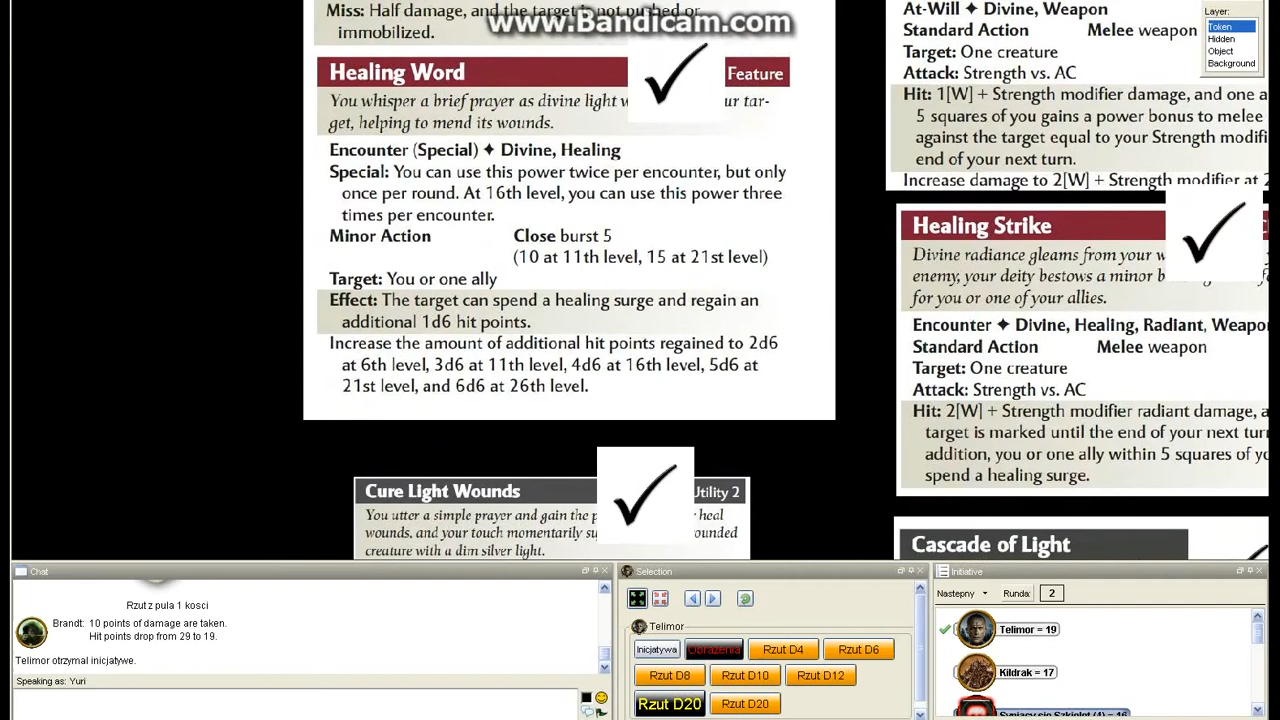 Miss: Half damage, and the target is not pushed or
immobilized.
www.Bandicam.com
Healing Word
Feature
You whisper a brief prayer as divine light
ur tar-
get, helping to mend its wounds.
Encounter (Special) ✦ Divine, Healing
Special: You can use this power twice per encounter, but only
once per round. At 16th level, you can use this power three
times per encounter.
Minor Action Close burst 5
(10 at 11th level, 15 at 21st level)
Target: You or one ally
Effect: The target can spend a healing surge and regain an
additional 1d6 hit points.
Increase the amount of additional hit points regained to 2d6
at 6th level, 3d6 at 11th level, 4d6 at 16th level, 5d6 at
21st level, and 6d6 at 26th level.
Cure Light Wounds
Utility 2
You utter a simple prayer and gain the
heal
wounds, and your touch momentarily
ounded
creature with a dim silver light.
At-Will ✦ Divine, Weapon
Standard Action Melee weapon
Target: One creature
Attack: Strength vs. AC
Hit: 1[W] + Strength modifier damage, and one a
5 squares of you gains a power bonus to melee
against the target equal to your Strength modifi
end of your next turn.
Increase damage to 2[W] + Strength modifier at 2
Layer:
Token
Hidden
Object
Background
Healing Strike
Divine radiance gleams from your
enemy, your deity bestows a minor
for you or one of your allies.
Encounter ✦ Divine, Healing, Radiant, Weapo
Standard Action Melee weapon
Target: One creature
Attack: Strength vs. AC
Hit: 2[W] + Strength modifier radiant damage, a
target is marked until the end of your next turn
addition, you or one ally within 5 squares of yo
spend a healing surge.
Cascade of Light
Chat
Rzut z pula 1 kosci
Brandt: 10 points of damage are taken.
Hit points drop from 29 to 19.
Telimor otrzymal inicjatywe.
Speaking as: Yuri
Selection
Telimor
Inicjatywa Obrazenia Rzut D4 Rzut D6
Rzut D8 Rzut D10 Rzut D12
Rzut D20 Rzut D20
Initiative
Nastepny Runda: 2
Telimor = 19
Kildrak = 17
Sypiacy sie Szkielet (4) = 16